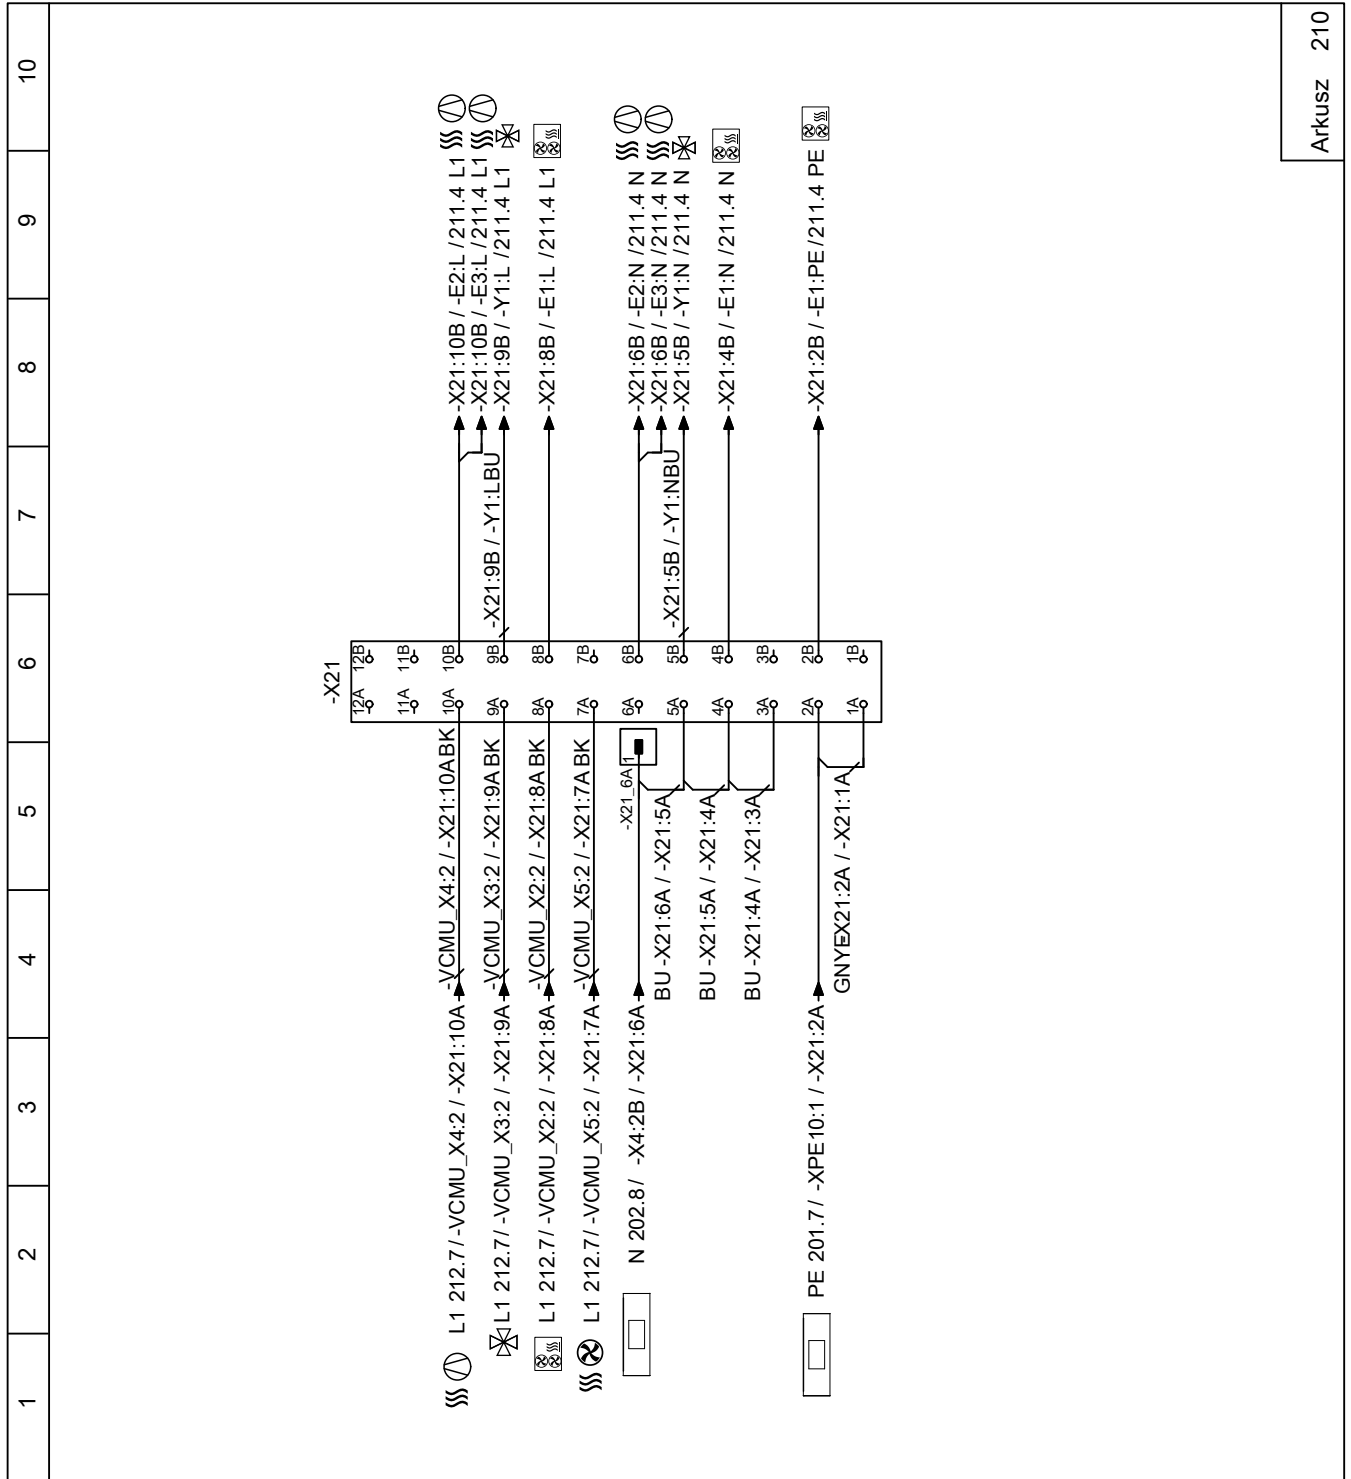 10
9
8
7
6
5
4
3
2
1
Arkusz 210
-X21:10B / -E2:L /211.4 L1
-X21:10B / -E3:L /211.4 L1
-X21:9B / -Y1:L /211.4 L1
-X21:8B / -E1:L /211.4 L1
-X21:6B / -E2:N /211.4 N
-X21:6B / -E3:N /211.4 N
-X21:5B / -Y1:N /211.4 N
-X21:4B / -E1:N /211.4 N
-X21:2B / -E1:PE /211.4 PE
-X21:9B / -Y1:LBU
-X21:5B / -Y1:NBU
-X21
12B
11B
10B
9B
8B
7B
6B
5B
4B
3B
2B
1B
12A
11A
10A
9A
8A
7A
6A
5A
4A
3A
2A
1A
-VCMU_X4:2 / -X21:10ABK
-VCMU_X3:2 / -X21:9ABK
-VCMU_X2:2 / -X21:8ABK
-VCMU_X5:2 / -X21:7ABK
-X21_6A 1
BU -X21:6A / -X21:5A
BU -X21:5A / -X21:4A
BU -X21:4A / -X21:3A
GNYE-X21:2A / -X21:1A
L1 212.7/ -VCMU_X4:2 / -X21:10A
L1 212.7/ -VCMU_X3:2 / -X21:9A
L1 212.7/ -VCMU_X2:2 / -X21:8A
L1 212.7/ -VCMU_X5:2 / -X21:7A
N 202.8/ -X4:2B / -X21:6A
PE 201.7/ -XPE10:1 / -X21:2A